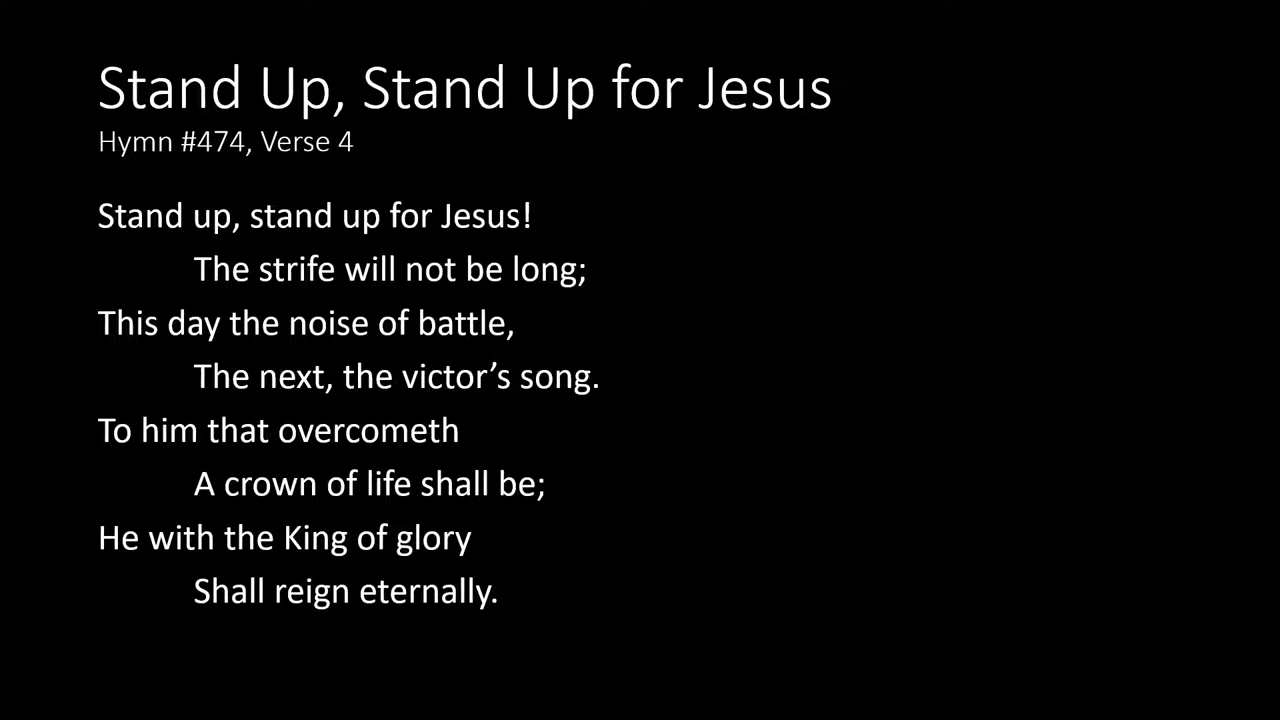 Stand Up, Stand Up for Jesus
Hymn #474, Verse 4
Stand up, stand up for Jesus!
The strife will not be long;
This day the noise of battle,
The next, the victor’s song.
To him that overcometh
A crown of life shall be;
He with the King of glory
Shall reign eternally.